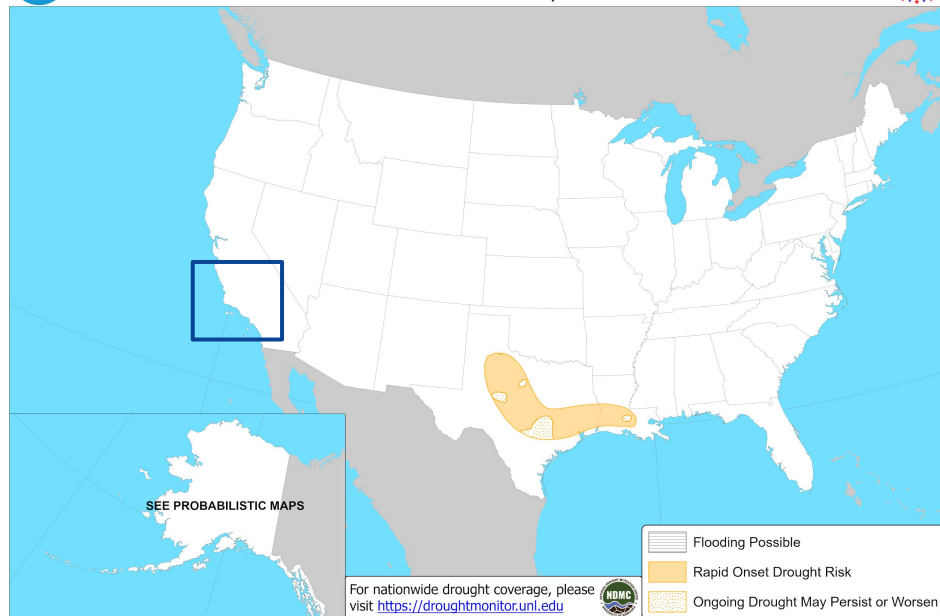 SEE PROBABILISTIC MAPS
For nationwide drought coverage, please
visit https://droughtmonitor.unl.edu
NDMC
Flooding Possible
Rapid Onset Drought Risk
Ongoing Drought May Persist or Worsen